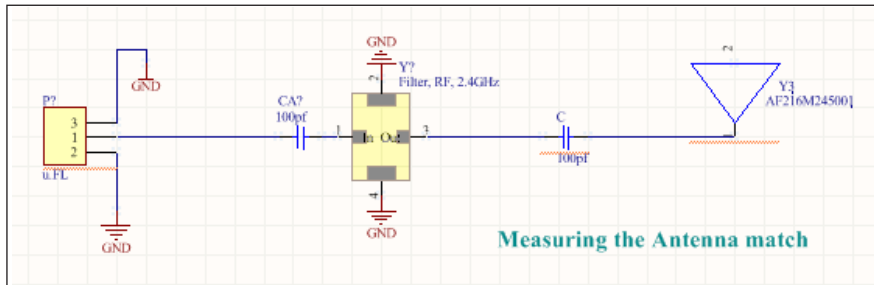 GND
2
GND
Y?
Filter, RF, 2.4GHz
2
Y3
AF216M245001
P?
CA?
100pf
C
3
1
2
1
In Out
3
100pf
1
u.FL
4
GND
GND
Measuring the Antenna match